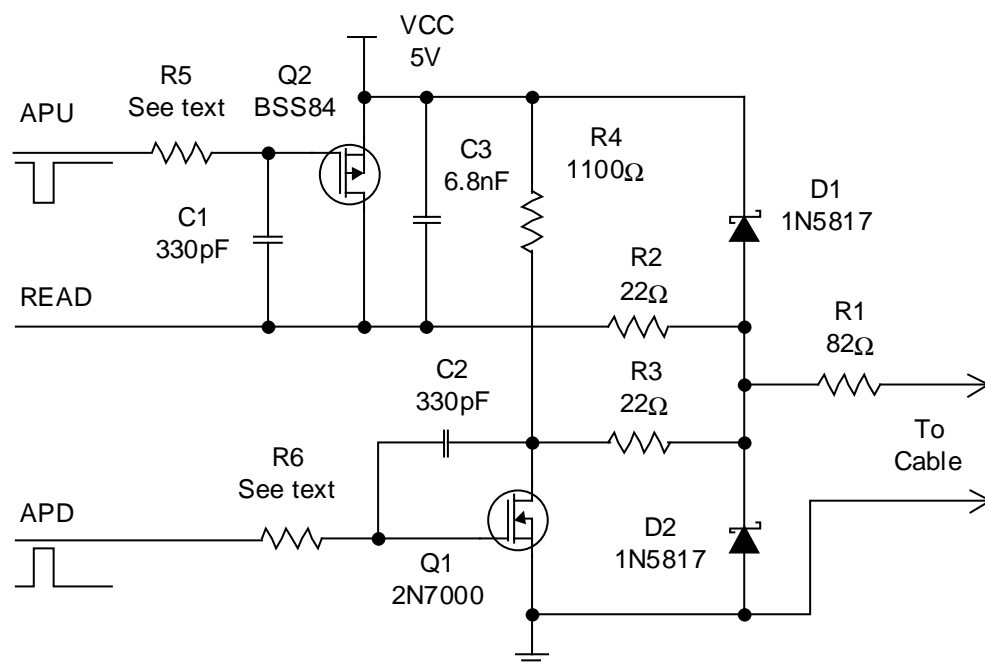 VCC
5V
R5
See text
Q2
BSS84
APU
C3
6.8nF
R4
1100Ω
D1
1N5817
C1
330pF
READ
R2
22Ω
R1
82Ω
C2
330pF
R3
22Ω
To
Cable
R6
See text
APD
Q1
2N7000
D2
1N5817